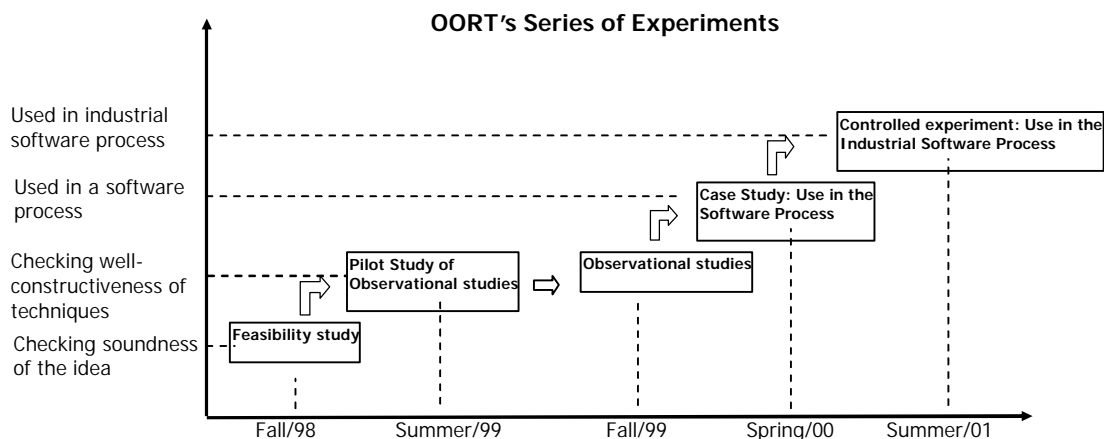 OORT's Series of Experiments
Used in industrial
software process
Controlled experiment: Use in the
Industrial Software Process
Used in a software
process
Case Study: Use in the
Software Process
Checking well-
constructiveness of
techniques
Pilot Study of
Observational studies
Observational studies
Checking soundness
of the idea
Feasibility study
Fall/98
Summer/99
Fall/99
Spring/00
Summer/01